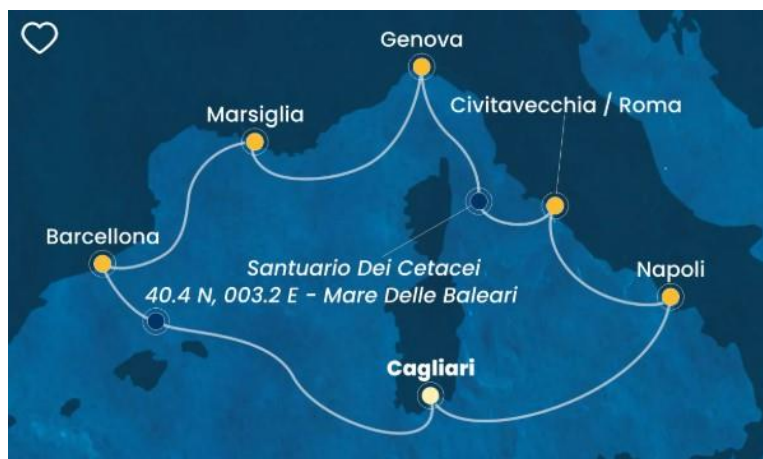 Genova
Civitavecchia / Roma
Marsiglia
Barcellona
Santuario Dei Cetacei
40.4 N, 003.2 E - Mare Delle Baleari
Napoli
Cagliari